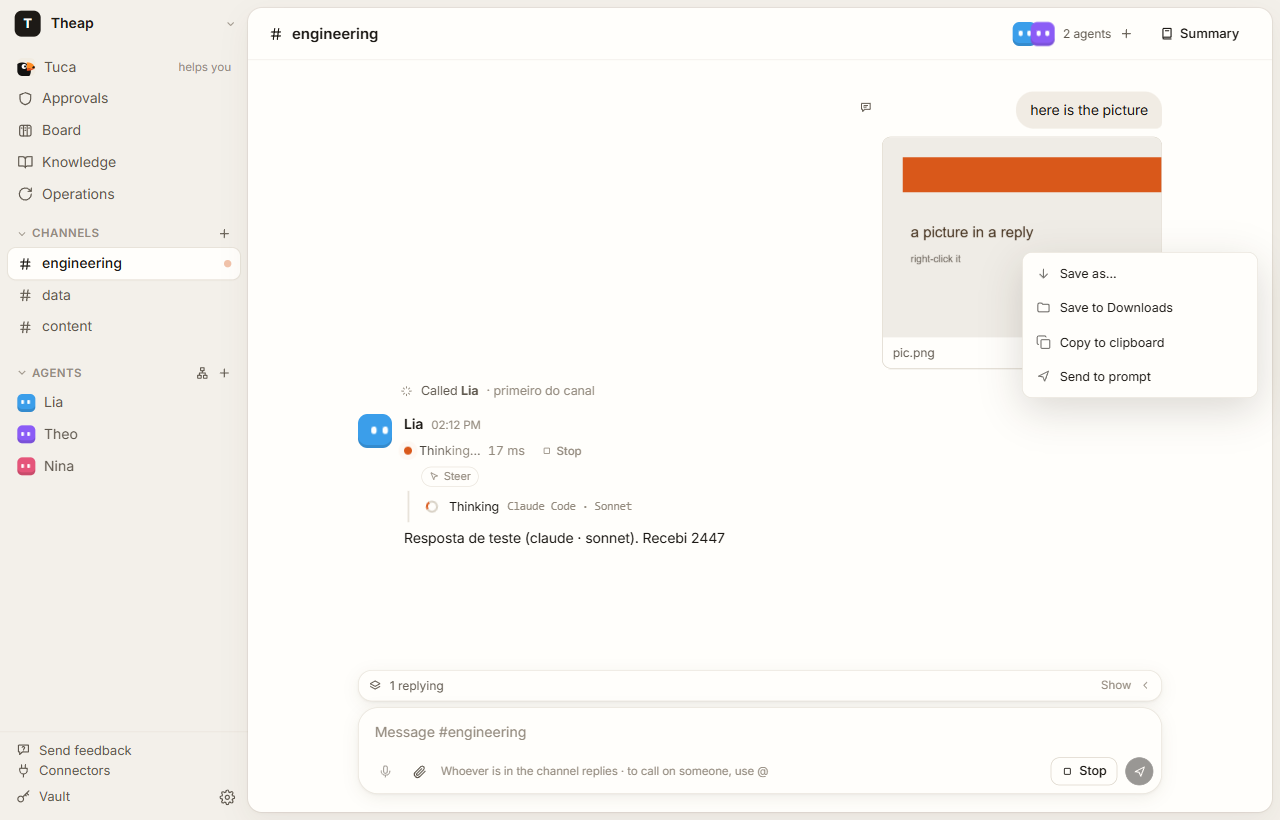 T Theap
Tuca helps you
Approvals
Board
Knowledge
Operations
CHANNELS
# engineering
# data
# content
AGENTS
Lia
Theo
Nina
Send feedback
Connectors
Vault
# engineering
2 agents
Summary
here is the picture
a picture in a reply
right-click it
pic.png
Save as...
Save to Downloads
Copy to clipboard
Send to prompt
Called Lia · primeiro do canal
Lia 02:12 PM
Thinking... 17 ms Stop
Steer
Thinking Claude Code · Sonnet
Resposta de teste (claude · sonnet). Recebi 2447
1 replying
Show
Message #engineering
Whoever is in the channel replies · to call on someone, use @
Stop